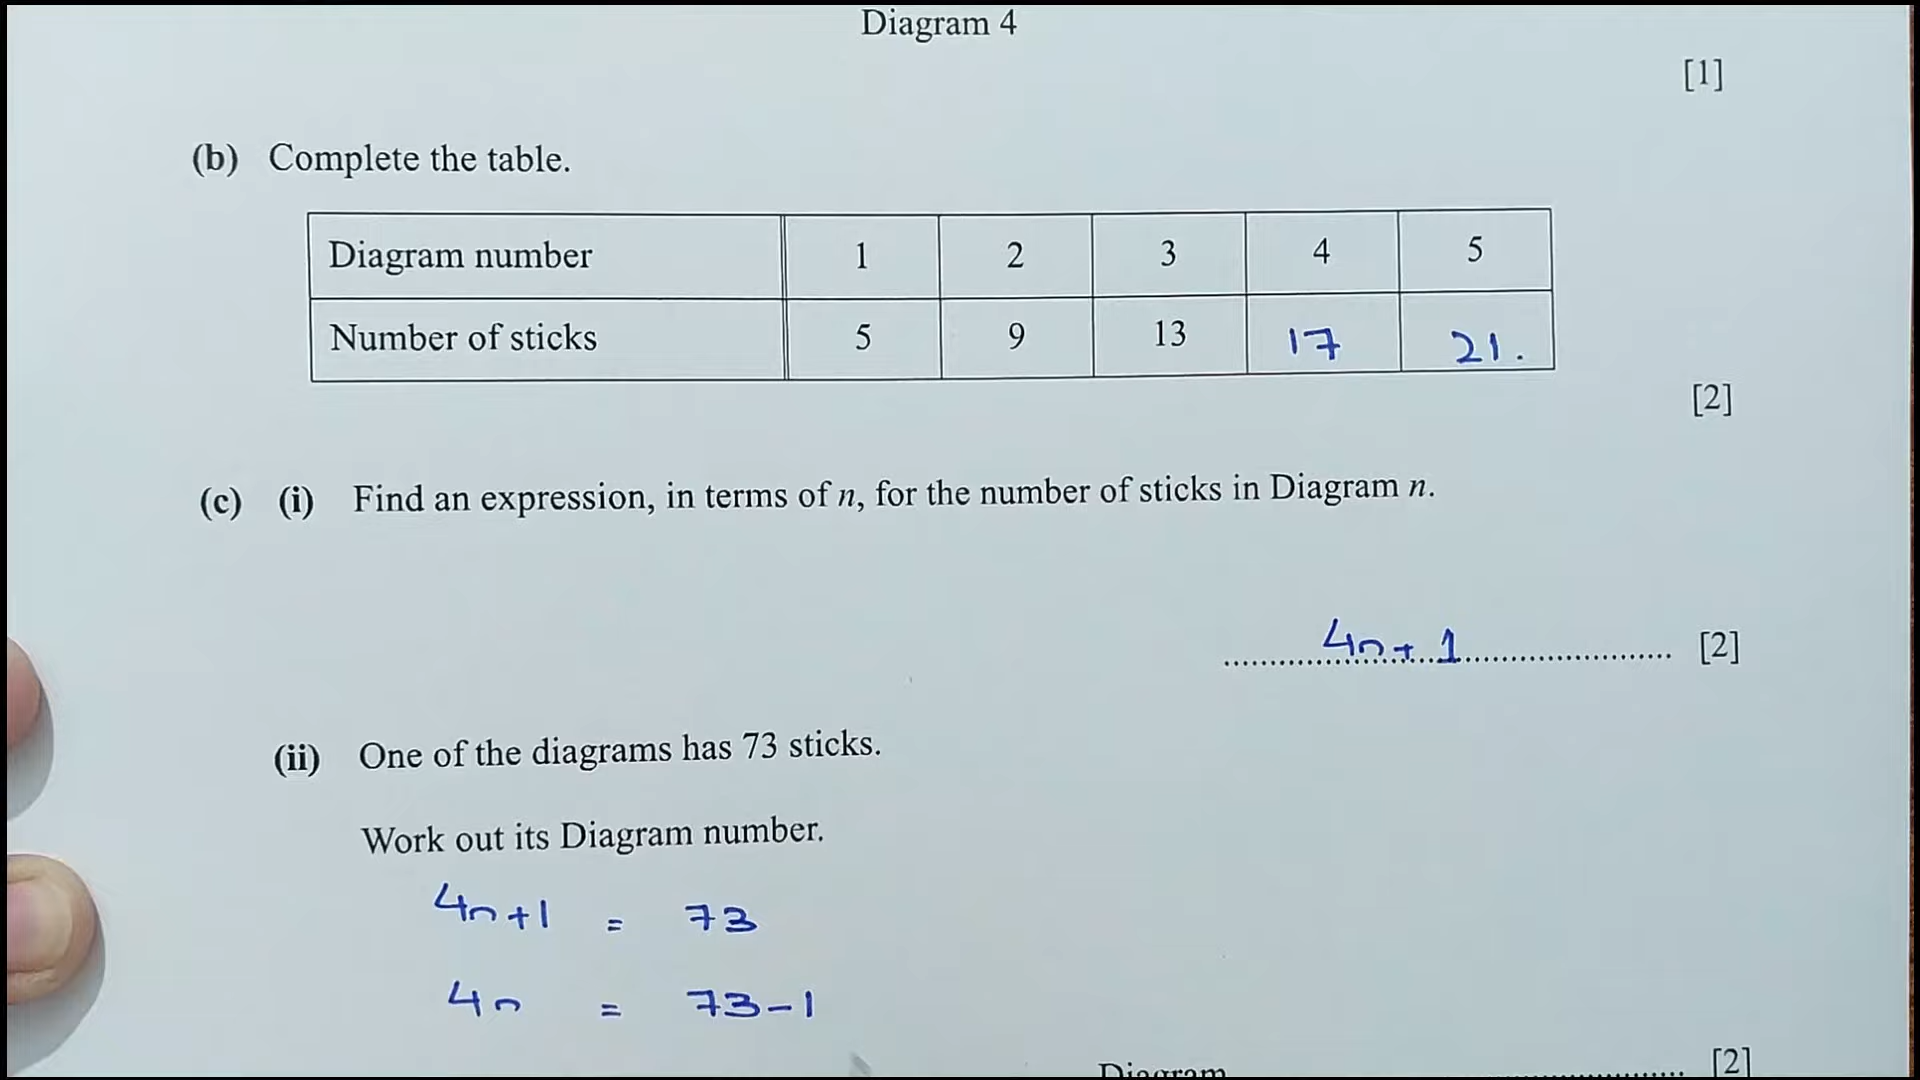 Diagram 4
[1]
(b) Complete the table.
Diagram number 1 2 3 4 5
Number of sticks 5 9 13 17 21.
[2]
(c) (i) Find an expression, in terms of n, for the number of sticks in Diagram n.
4n + 1 [2]
(ii) One of the diagrams has 73 sticks.
Work out its Diagram number.
4n + 1 = 73
4n = 73 - 1
Diagram [2]